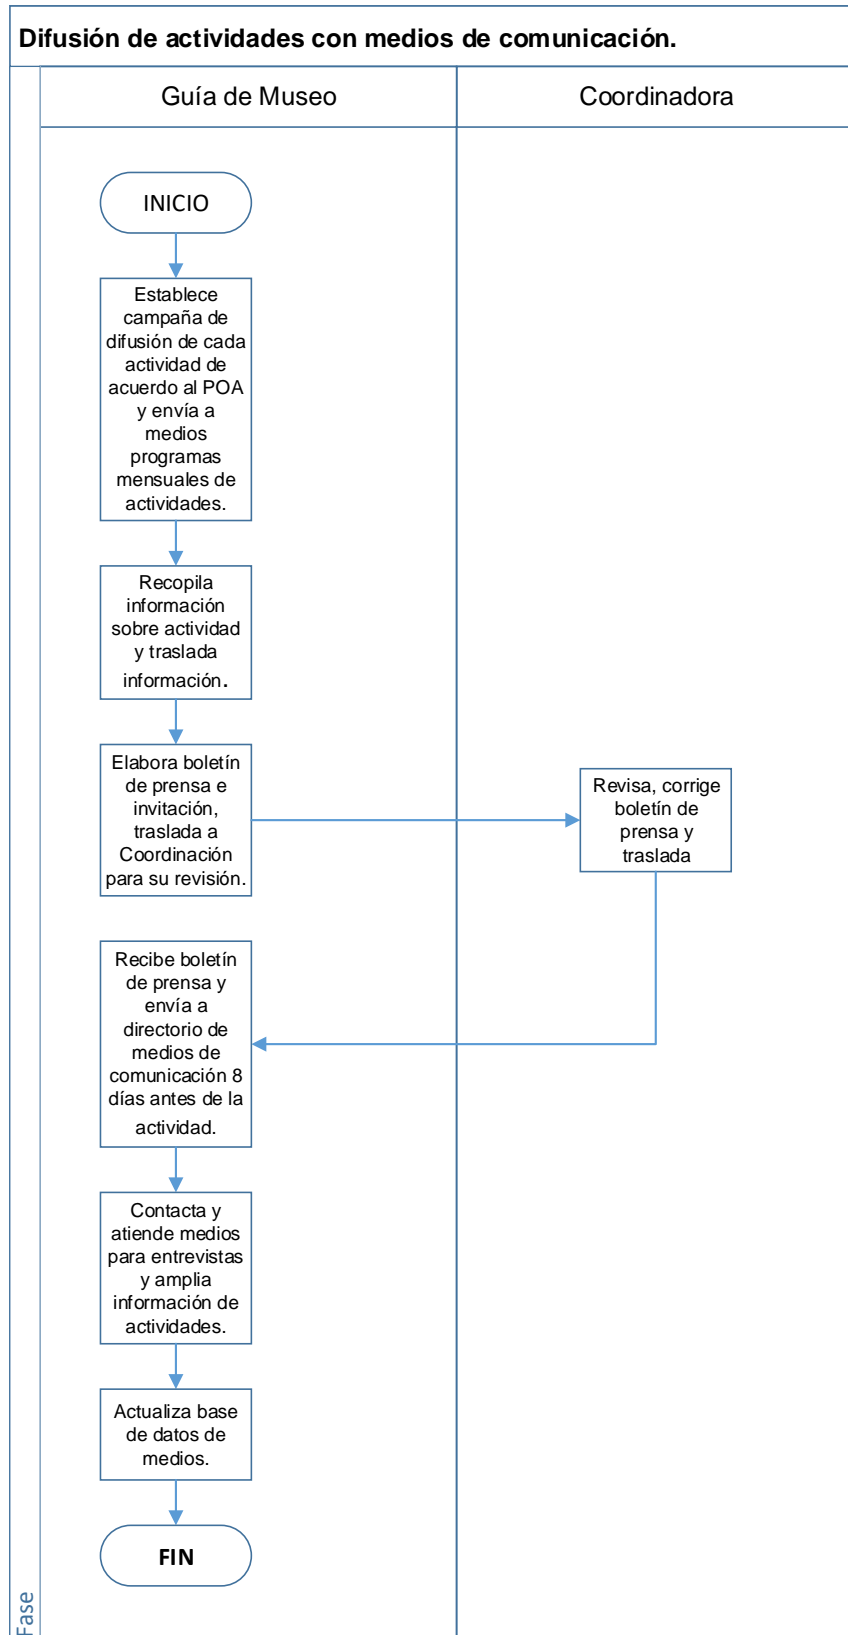 Difusión de actividades con medios de comunicación.
Guía de Museo
Coordinadora
INICIO
Establece
campaña de
difusión de cada
actividad de
acuerdo al POA
y envía a
medios
programas
mensuales de
actividades.
Recopila
información
sobre actividad
y traslada
información.
Elabora boletín
de prensa e
invitación,
traslada a
Coordinación
para su revisión.
Revisa, corrige
boletín de
prensa y
traslada
Recibe boletín
de prensa y
envía a
directorio de
medios de
comunicación 8
días antes de la
actividad.
Contacta y
atiende medios
para entrevistas
y amplia
información de
actividades.
Actualiza base
de datos de
medios.
FIN
Fase